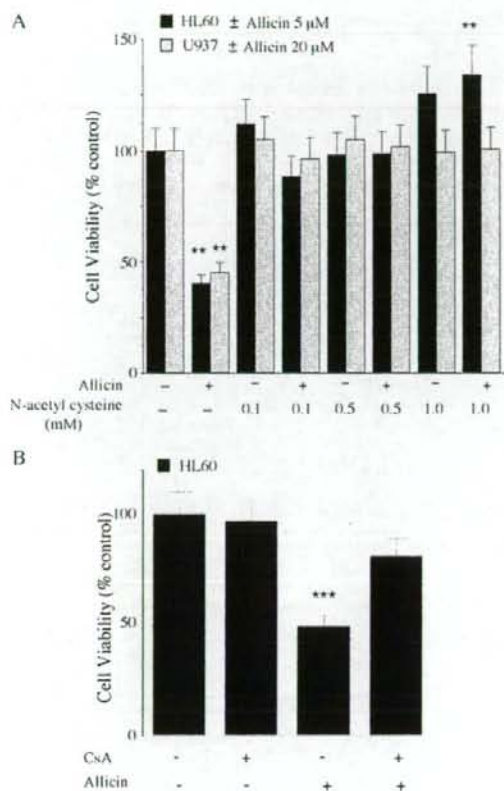 A
HL60 ± Allicin 5 µM
U937 ± Allicin 20 µM
150
100
50
0
Cell Viability (% control)
** **
**
Allicin – + – + – + – +
N-acetyl cysteine (mM) – – 0.1 0.1 0.5 0.5 1.0 1.0
B
HL60
100
50
0
Cell Viability (% control)
***
CsA - + - +
Allicin - - + +